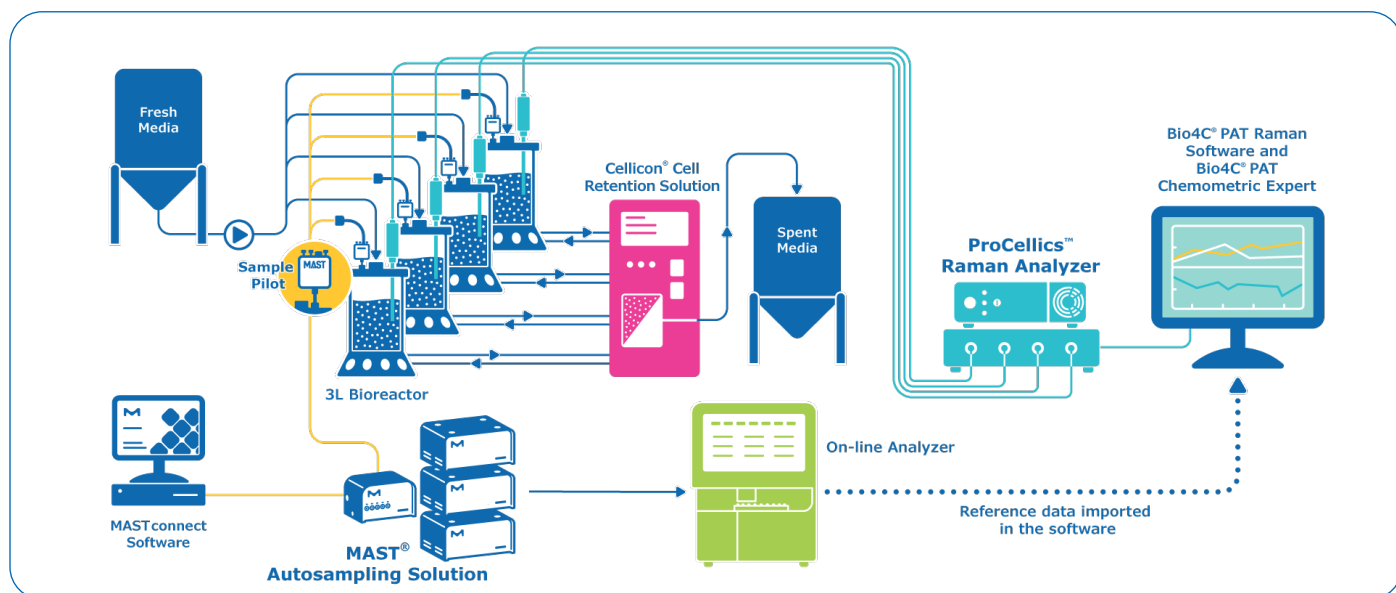 Fresh
Media
Sample
Pilot
MAST
3L Bioreactor
Cellicon® Cell
Retention Solution
Spent
Media
ProCellics™
Raman Analyzer
Bio4C® PAT Raman
Software and
Bio4C® PAT
Chemometric Expert
MASTconnect
Software
MAST®
Autosampling Solution
On-line Analyzer
Reference data imported
in the software